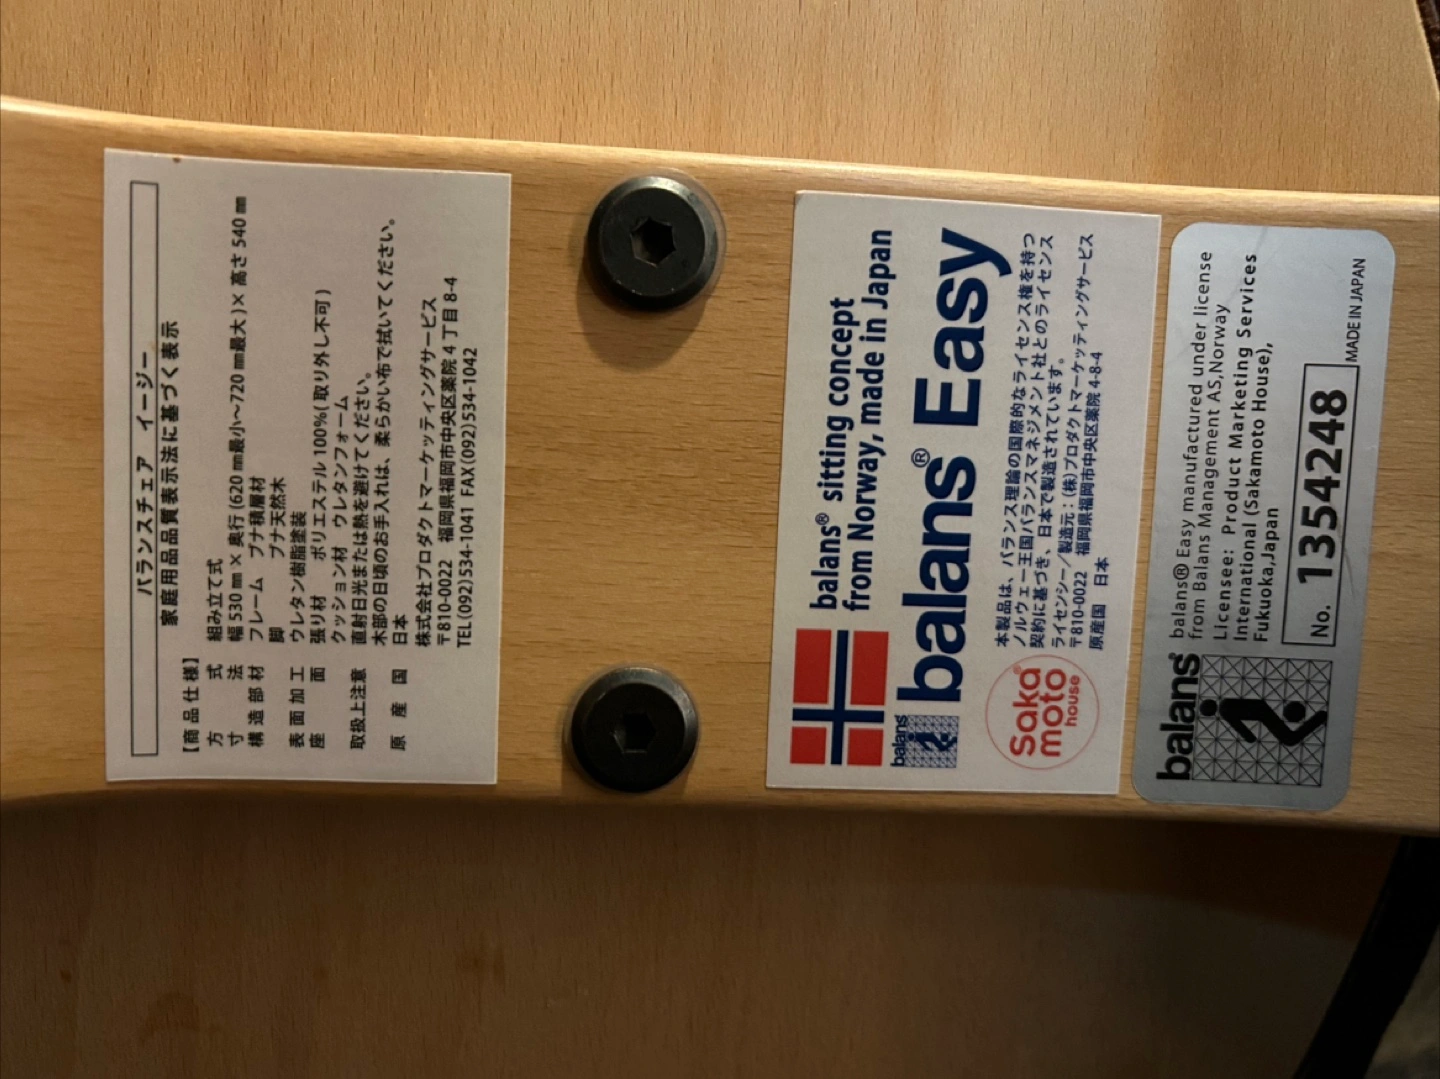 バランスチェア イージー
家庭用品品質表示法に基づく表示
【商品仕様】
方式 組み立て式
寸法 幅530㎜×奥行(620㎜最小〜720㎜最大)×高さ540㎜
構造部材 フレーム ブナ積層材
脚 ブナ天然木
表面加工 ウレタン樹脂塗装
座面 張り材 ポリエステル100%(取り外し不可)
クッション材 ウレタンフォーム
取扱上注意 直射日光または熱を避けてください。
木部の日頃のお手入れは、柔らかい布で拭いてください。
原産国 日本
株式会社プロダクトマーケッティングサービス
〒810-0022 福岡県福岡市中央区薬院4丁目8-4
TEL(092)534-1041 FAX(092)534-1042
balans® sitting concept
from Norway, made in Japan
balans
balans® Easy
Saka®
moto
house
本製品は、バランス理論の国際的なライセンス権を持つ
ノルウェー王国バランスマネジメント社とのライセンス
契約に基づき、日本で製造されています。
ライセンシー/製造元:(株)プロダクトマーケッティングサービス
〒810-0022 福岡県福岡市中央区薬院4-8-4
原産国 日本
balans
balans® Easy manufactured under license
from Balans Management AS,Norway
Licensee: Product Marketing Services
International (Sakamoto House),
Fukuoka,Japan
No. 1354248
MADE IN JAPAN